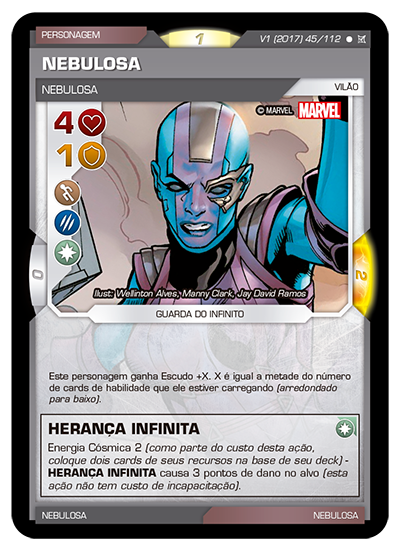 PERSONAGEM
1
V1 (2017) 45/112
NEBULOSA
NEBULOSA
VILÃO
4
© MARVEL MARVEL
1
0
2
Ilust: Wellinton Alves, Manny Clark, Jay David Ramos
GUARDA DO INFINITO
Este personagem ganha Escudo +X. X é igual a metade do número
de cards de habilidade que ele estiver carregando (arredondado
para baixo).
HERANÇA INFINITA
Energia Cósmica 2 (como parte do custo desta ação,
coloque dois cards de seus recursos na base de seu deck) -
HERANÇA INFINITA causa 3 pontos de dano no alvo (esta
ação não tem custo de incapacitação).
NEBULOSA
NEBULOSA